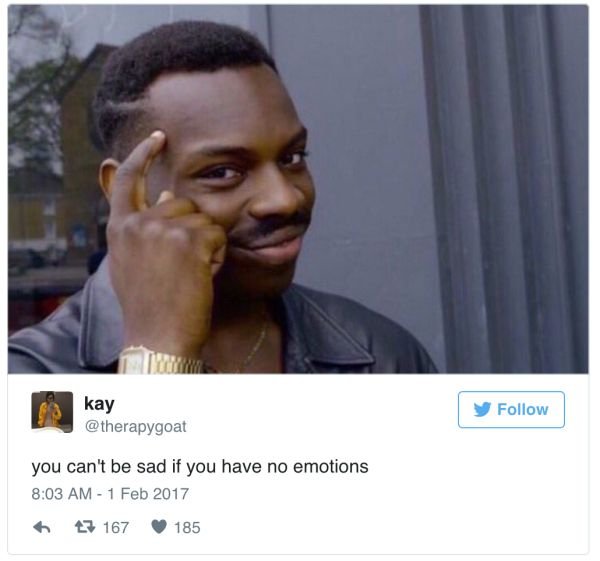 kay
@therapygoat
Follow
you can't be sad if you have no emotions
8:03 AM - 1 Feb 2017
167 185